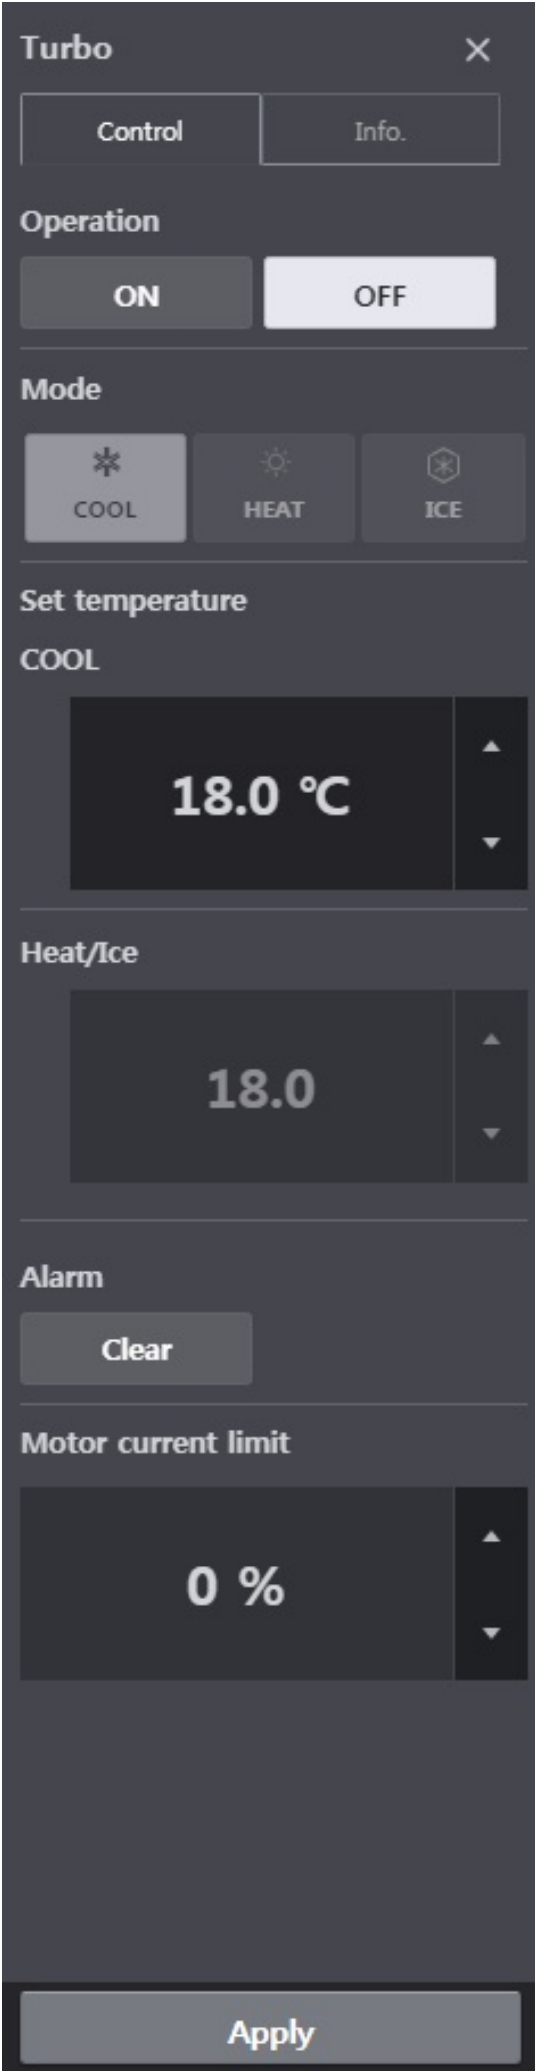 Turbo
Control Info.
Operation
ON OFF
Mode
COOL HEAT ICE
Set temperature
COOL
18.0 °C
Heat/Ice
18.0
Alarm
Clear
Motor current limit
0 %
Apply